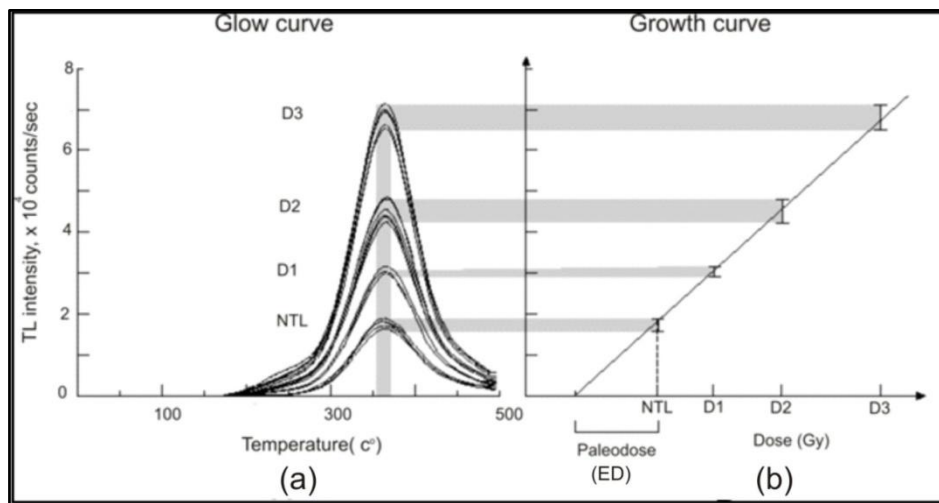 Glow curve
Growth curve
TL intensity, x 10⁴ counts/sec
8
6
4
2
0
D3
D2
D1
NTL
100
300
500
Temperature( c°)
(a)
NTL
D1
D2
D3
Paleodose
(ED)
Dose (Gy)
(b)